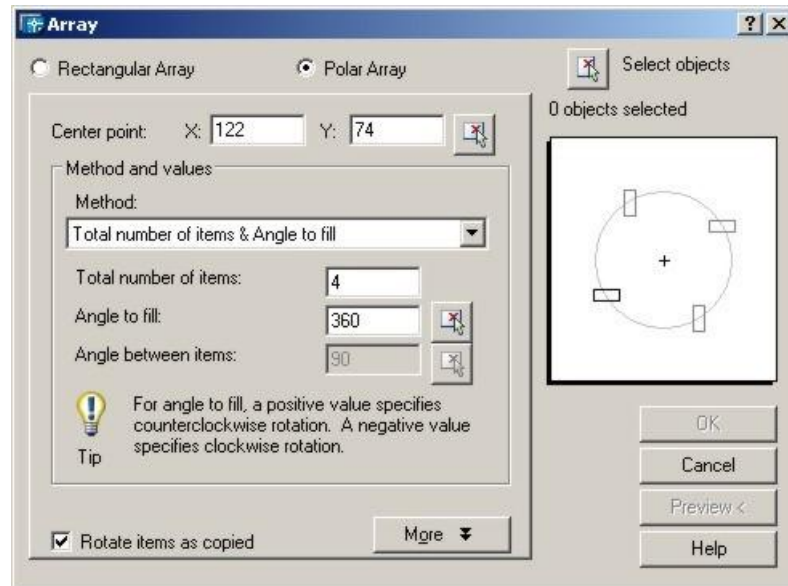 Array
Rectangular Array
Polar Array
Select objects
0 objects selected
Center point: X: 122 Y: 74
Method and values
Method:
Total number of items & Angle to fill
Total number of items: 4
Angle to fill: 360
Angle between items: 90
For angle to fill, a positive value specifies
counterclockwise rotation. A negative value
specifies clockwise rotation.
Tip
Rotate items as copied
More
OK
Cancel
Preview <
Help